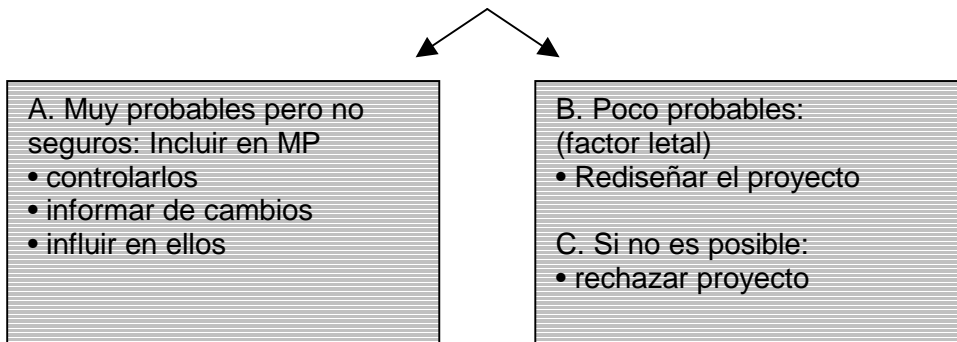 A. Muy probables pero no
seguros: Incluir en MP
• controlarlos
• informar de cambios
• influir en ellos
B. Poco probables:
(factor letal)
• Rediseñar el proyecto
C. Si no es posible:
• rechazar proyecto